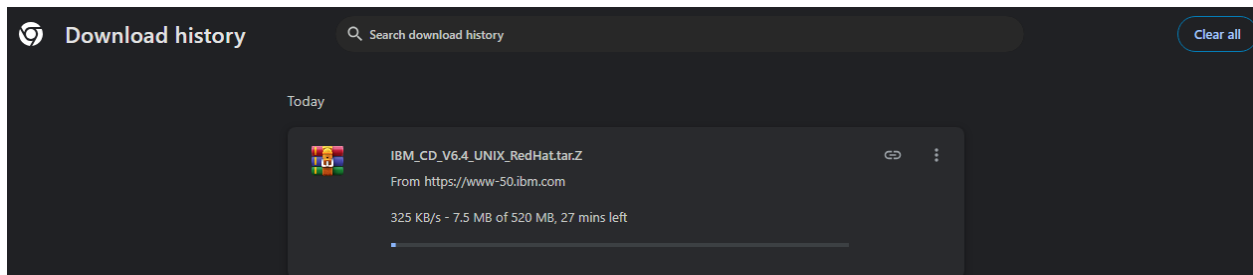 Download history
Search download history
Clear all
Today
IBM_CD_V6.4_UNIX_RedHat.tar.Z
From https://www-50.ibm.com
325 KB/s - 7.5 MB of 520 MB, 27 mins left